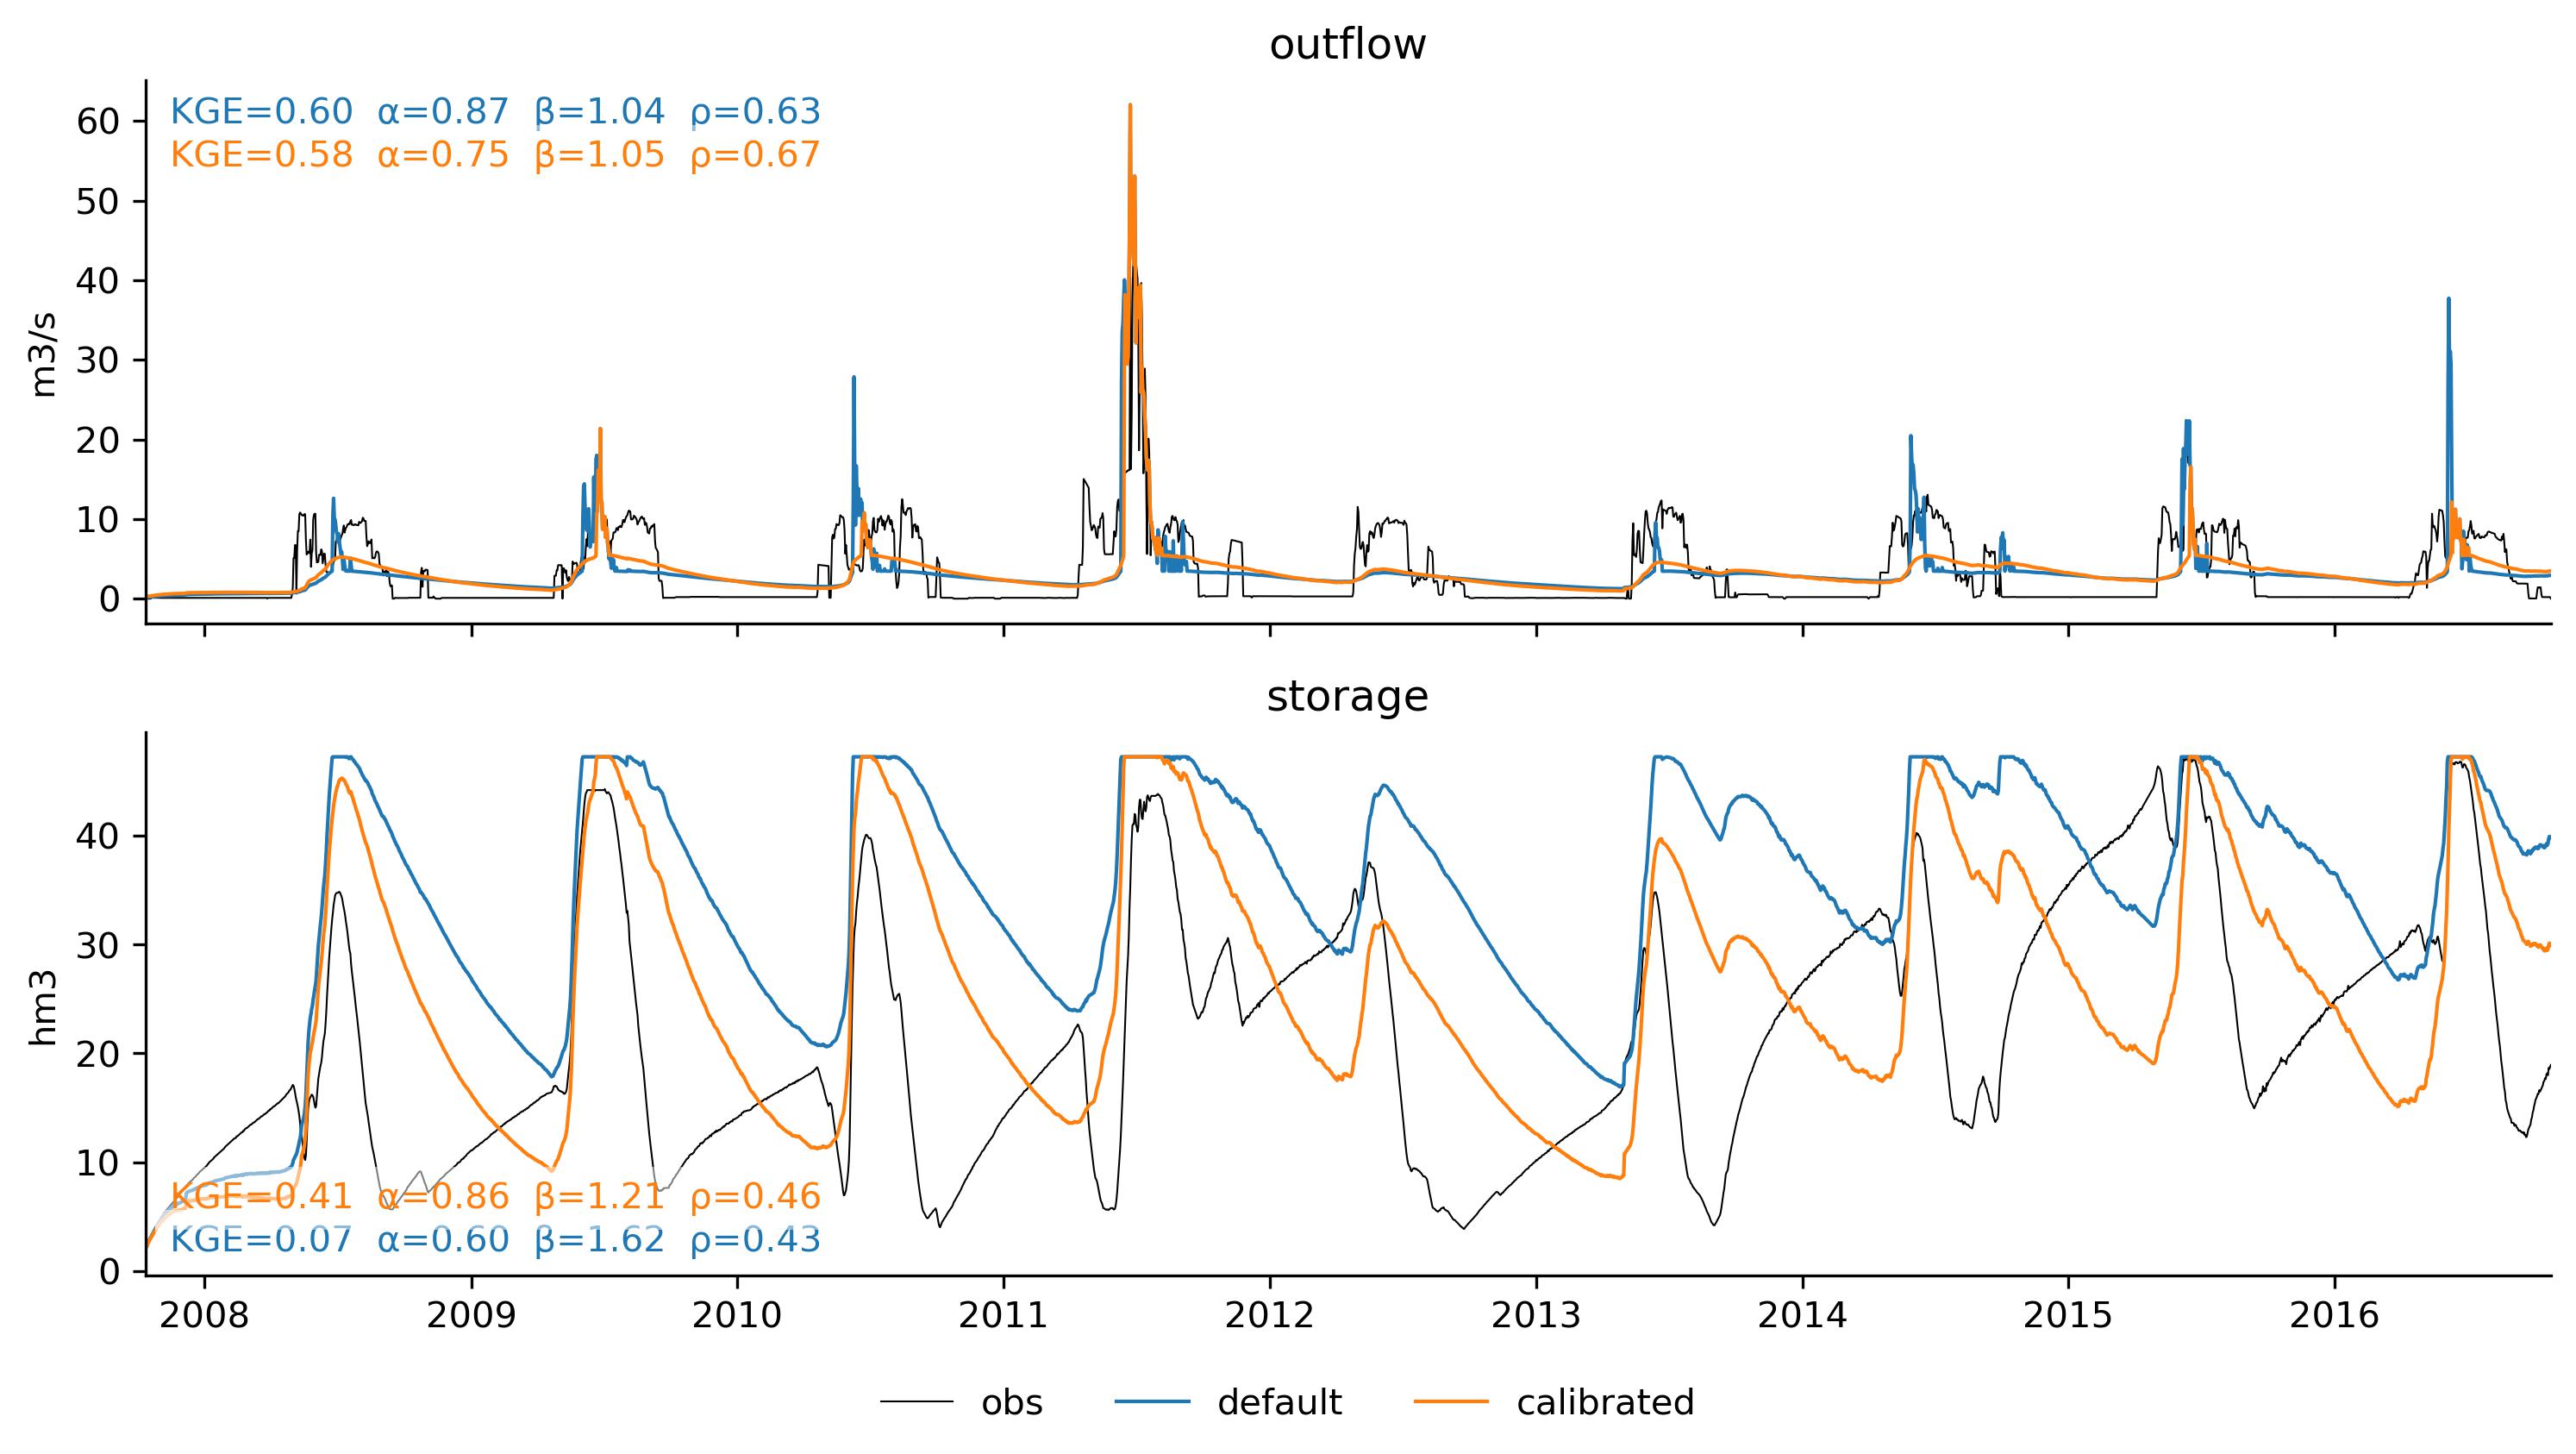 outflow
KGE=0.60 α=0.87 β=1.04 ρ=0.63
KGE=0.58 α=0.75 β=1.05 ρ=0.67
60
50
40
30
20
10
0
m3/s
storage
40
30
20
10
0
hm3
KGE=0.41 α=0.86 β=1.21 ρ=0.46
KGE=0.07 α=0.60 β=1.62 ρ=0.43
2008 2009 2010 2011 2012 2013 2014 2015 2016
obs default calibrated